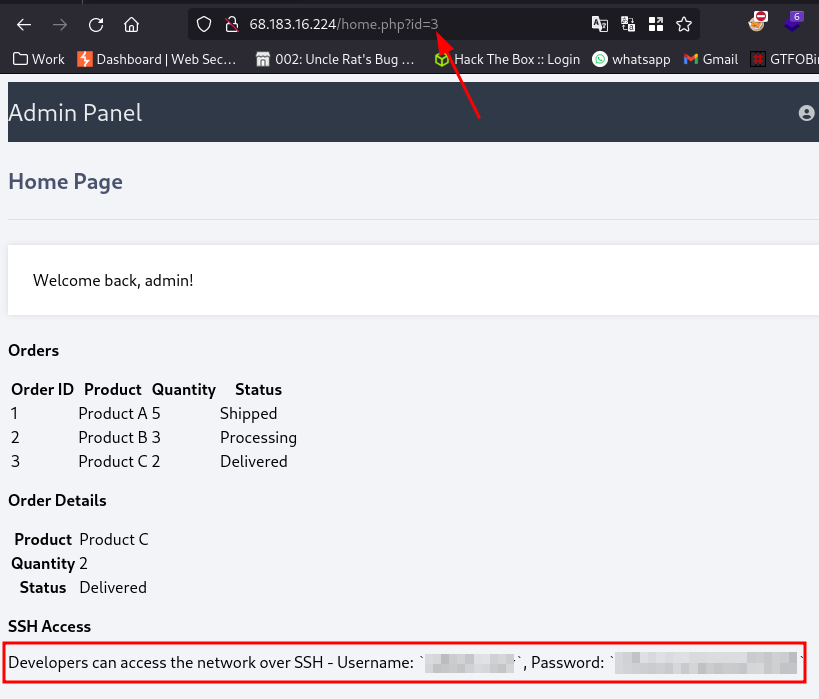 68.183.16.224/home.php?id=3
6
Work Dashboard | Web Sec... 002: Uncle Rat's Bug ... Hack The Box :: Login whatsapp Gmail GTFOBin
Admin Panel
Home Page
Welcome back, admin!
Orders
Order ID Product Quantity Status
1 Product A 5 Shipped
2 Product B 3 Processing
3 Product C 2 Delivered
Order Details
Product Product C
Quantity 2
Status Delivered
SSH Access
Developers can access the network over SSH - Username: ` `, Password: ` `